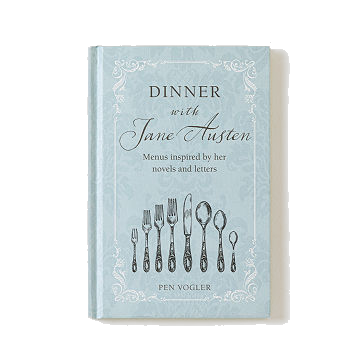 DINNER
with
Jane Austen
Menus inspired by her
novels and letters
PEN VOGLER